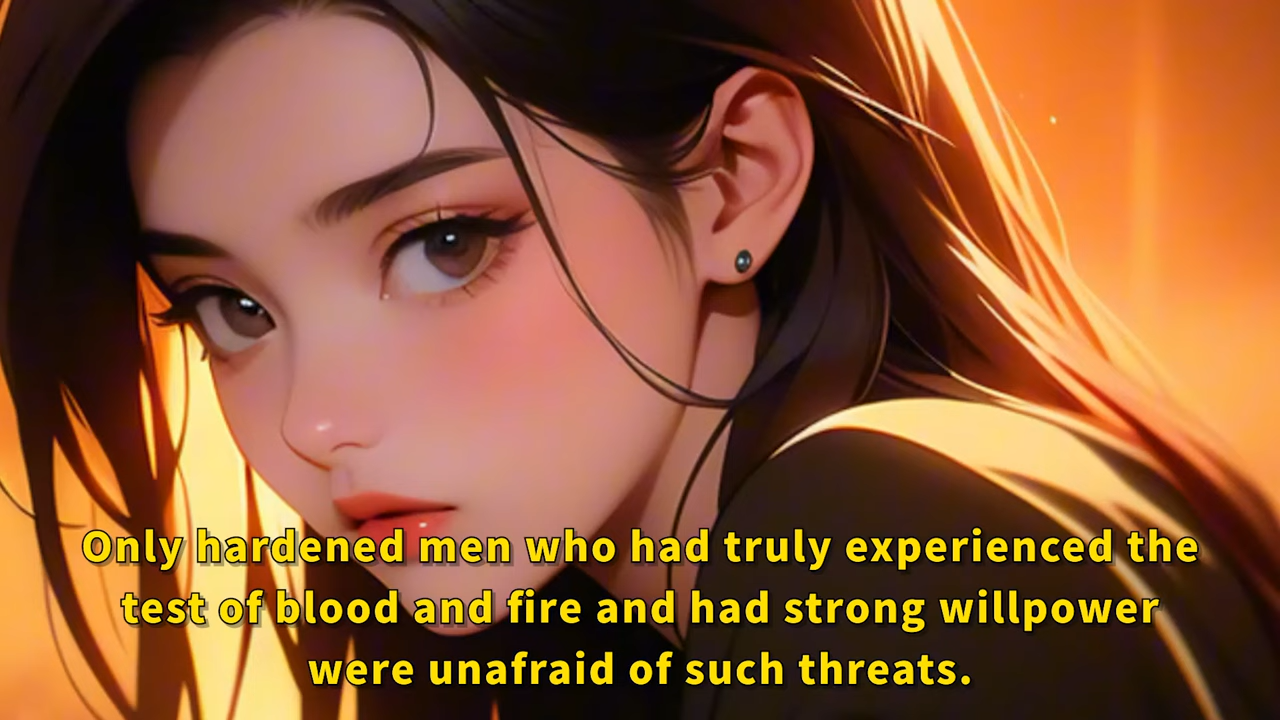 Only hardened men who had truly experienced the
test of blood and fire and had strong willpower
were unafraid of such threats.